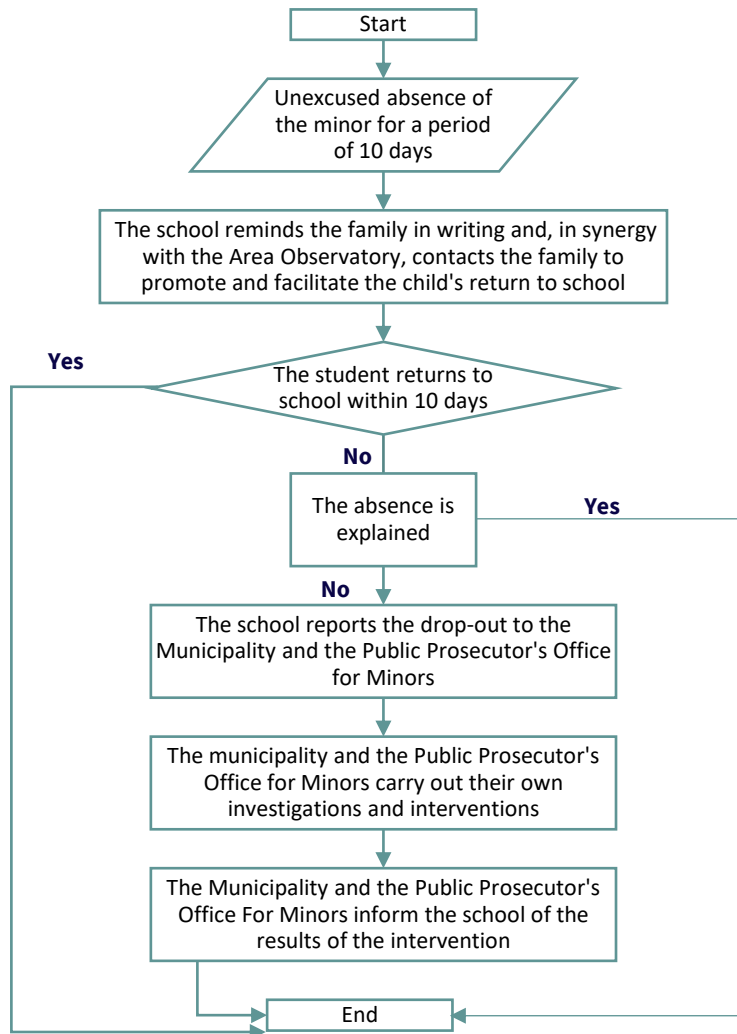 Start
Unexcused absence of
the minor for a period
of 10 days
The school reminds the family in writing and, in synergy
with the Area Observatory, contacts the family to
promote and facilitate the child's return to school
Yes
The student returns to
school within 10 days
No
The absence is
explained
Yes
No
The school reports the drop-out to the
Municipality and the Public Prosecutor's Office
for Minors
The municipality and the Public Prosecutor's
Office for Minors carry out their own
investigations and interventions
The Municipality and the Public Prosecutor's
Office For Minors inform the school of the
results of the intervention
End